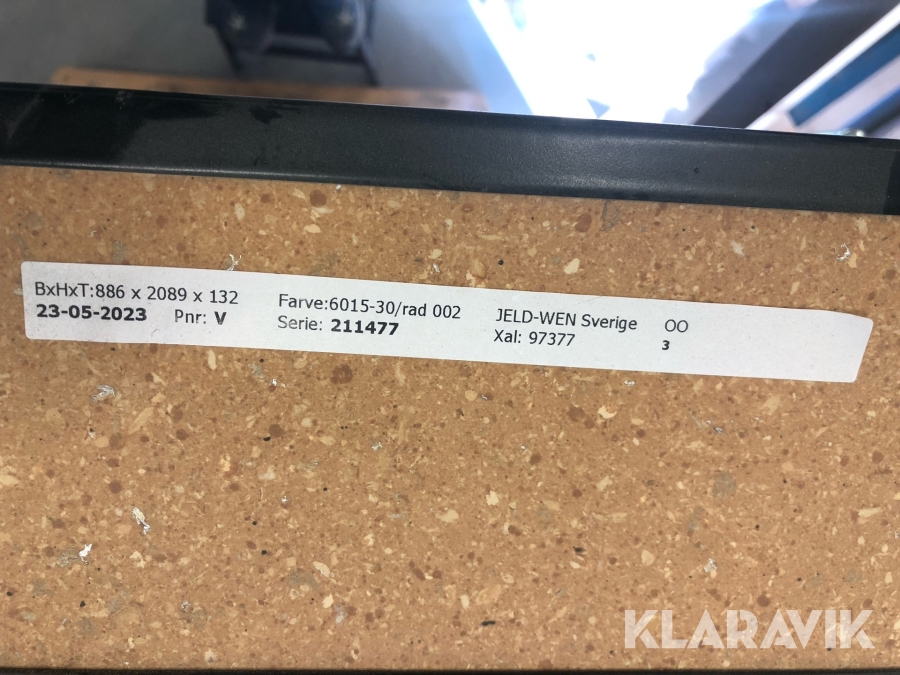 BxHxT:886 x 2089 x 132
23-05-2023 Pnr: V
Farve:6015-30/rad 002
Serie: 211477
JELD-WEN Sverige
Xal: 97377
OO
3
KLARAVIK